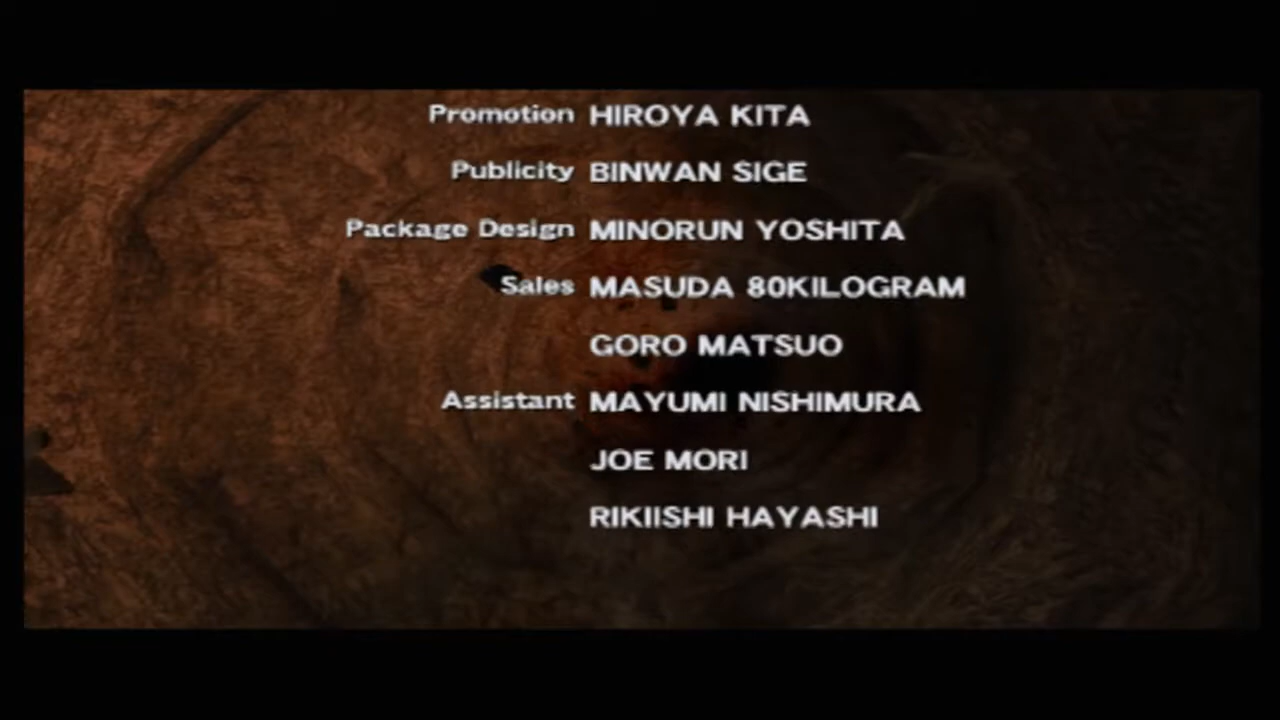 Promotion HIROYA KITA
Publicity BINWAN SIGE
Package Design MINORUN YOSHITA
Sales MASUDA 80KILOGRAM
GORO MATSUO
Assistant MAYUMI NISHIMURA
JOE MORI
RIKIISHI HAYASHI